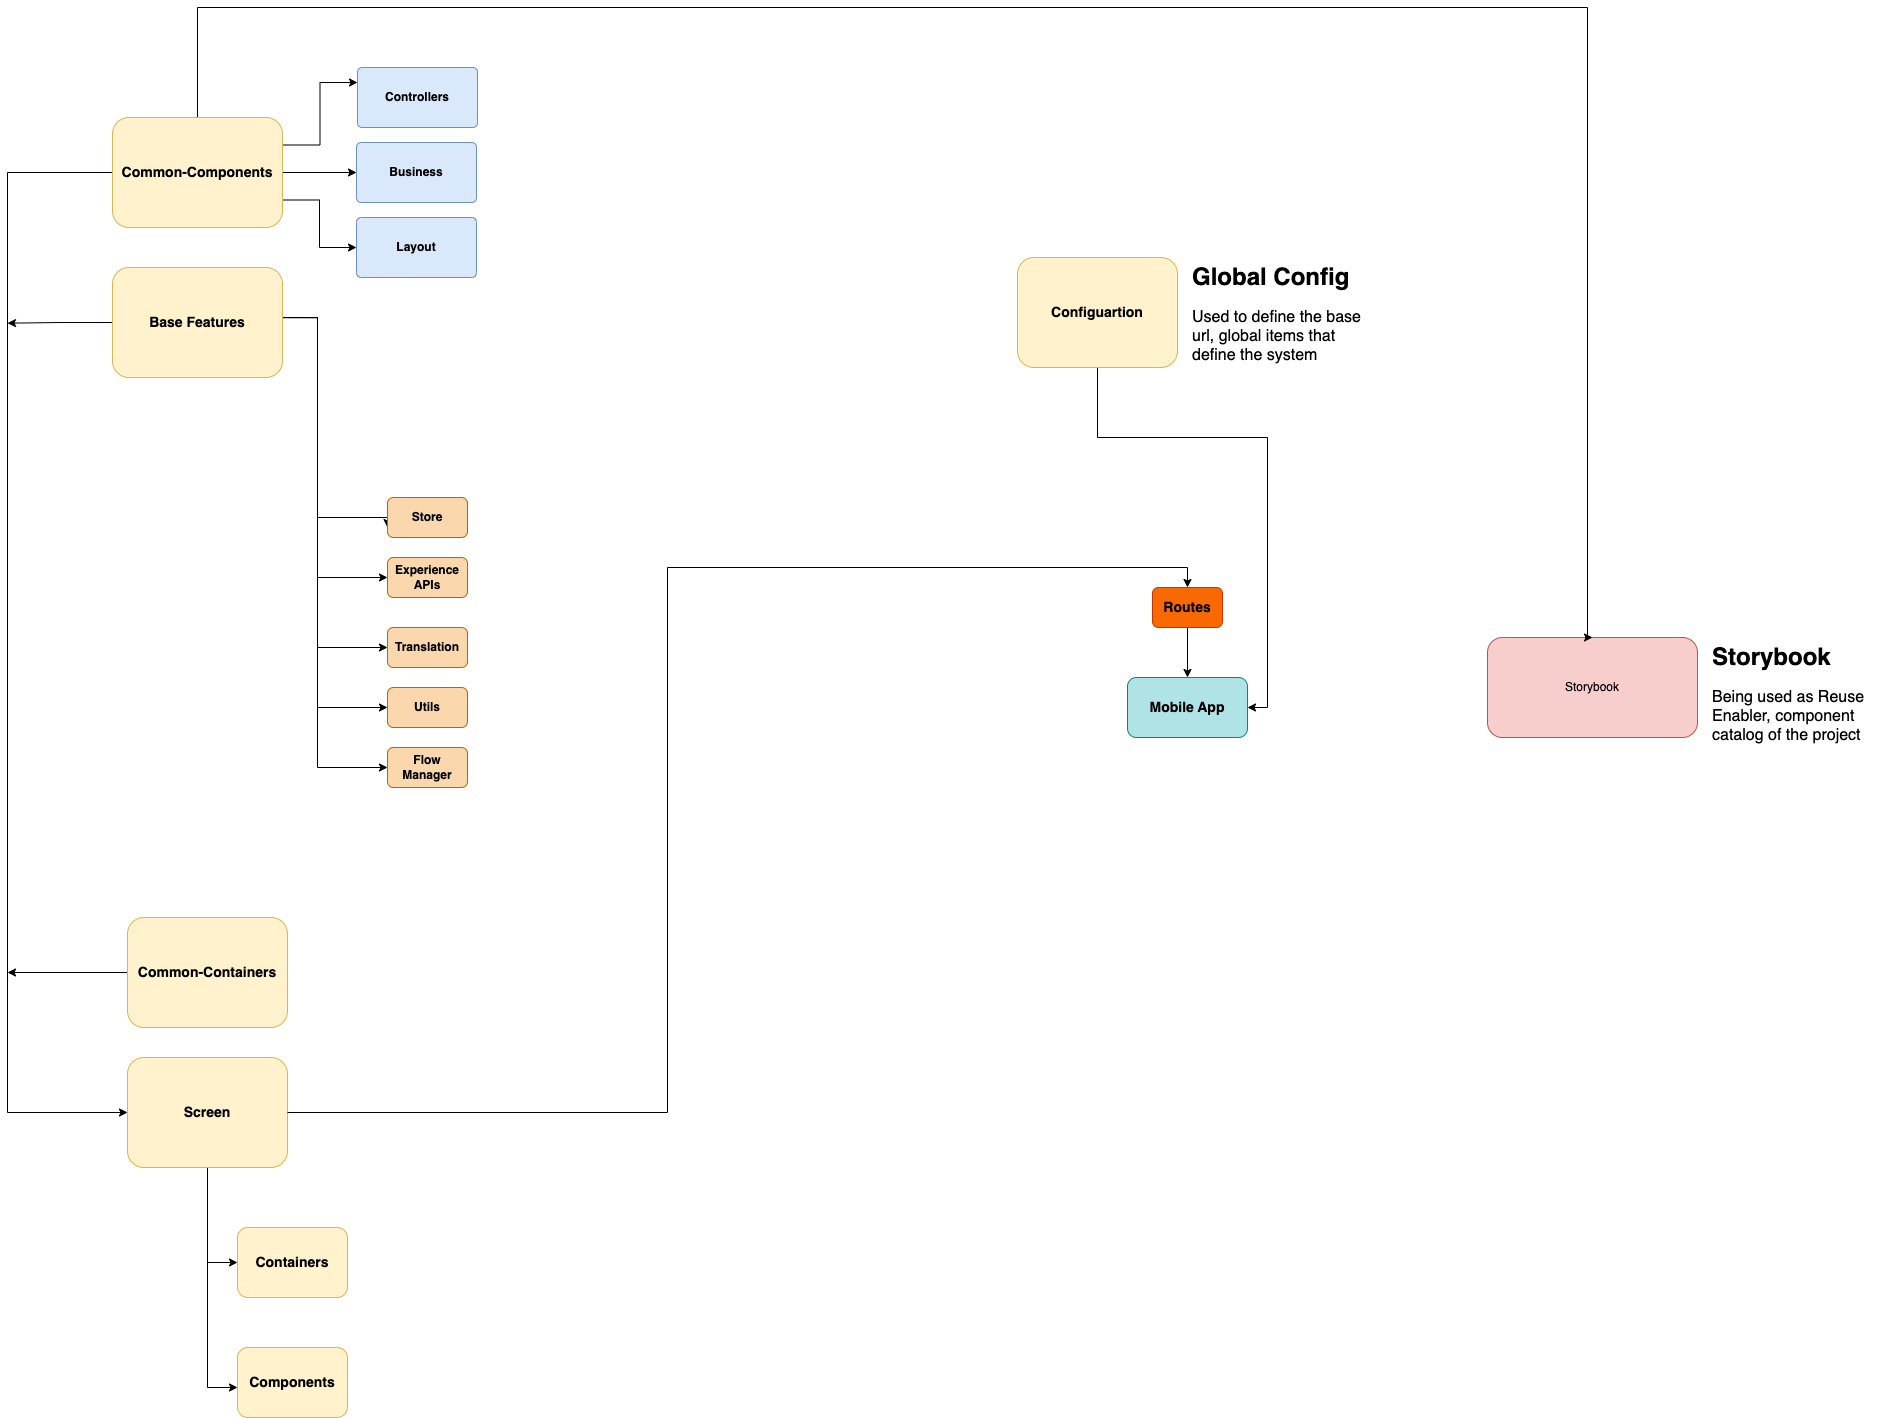 Controllers
Common-Components
Business
Layout
Base Features
Configuartion
Global Config
Used to define the base
url, global items that
define the system
Store
Experience
APIs
Translation
Utils
Flow
Manager
Routes
Mobile App
Storybook
Storybook
Being used as Reuse
Enabler, component
catalog of the project
Common-Containers
Screen
Containers
Components